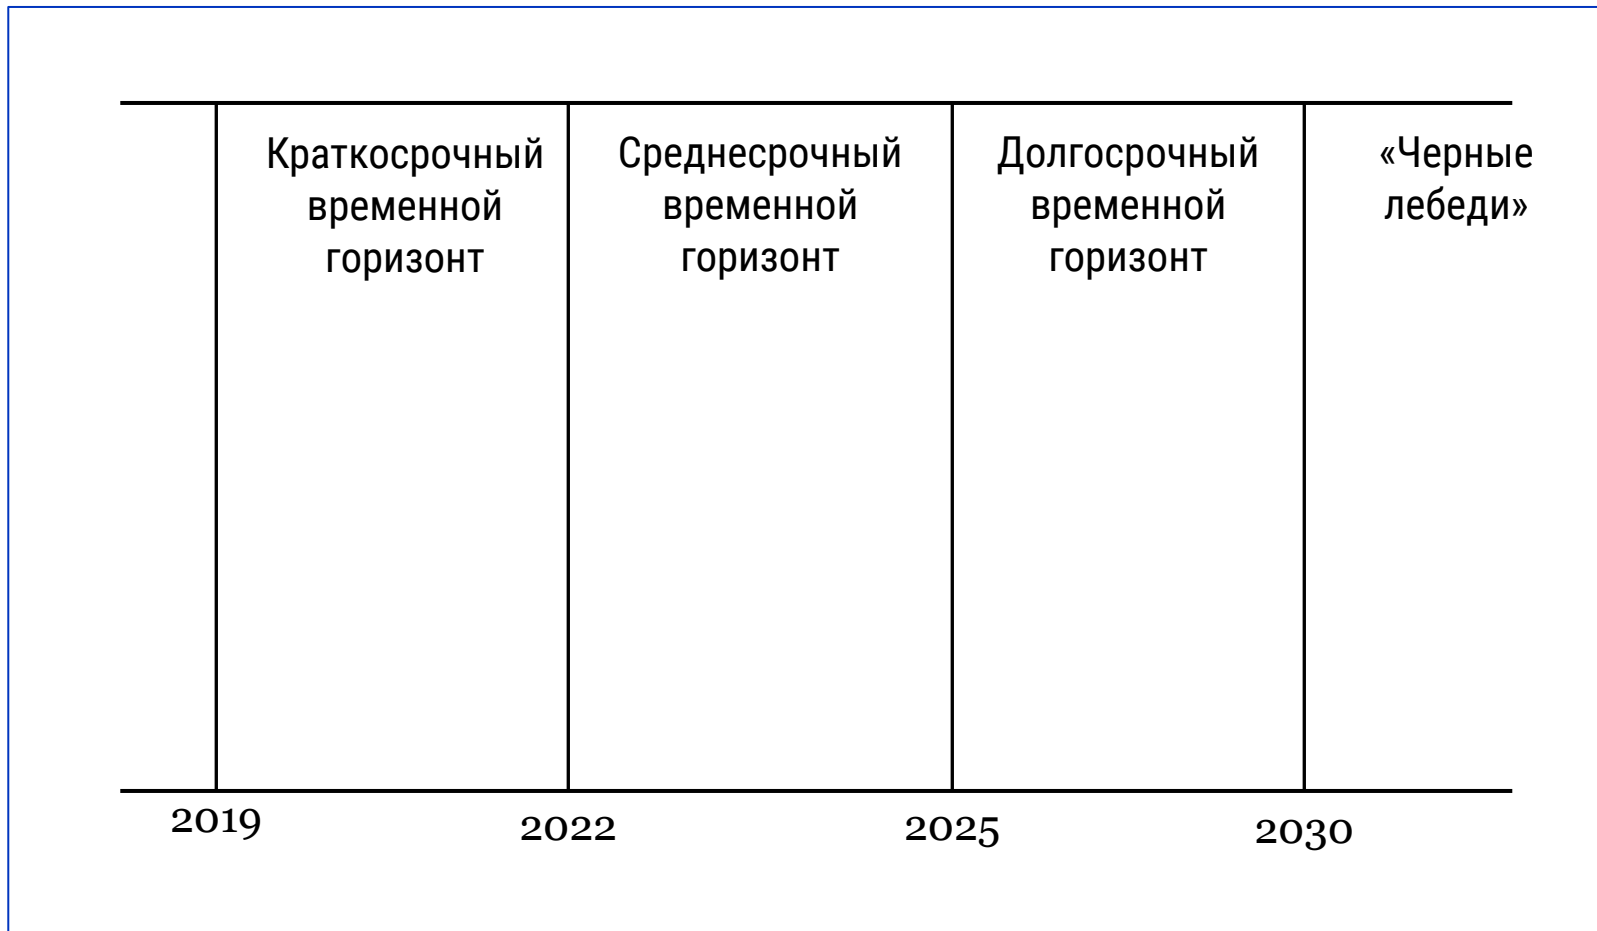 Краткосрочный
временной
горизонт
Среднесрочный
временной
горизонт
Долгосрочный
временной
горизонт
«Черные
лебеди»
2019
2022
2025
2030